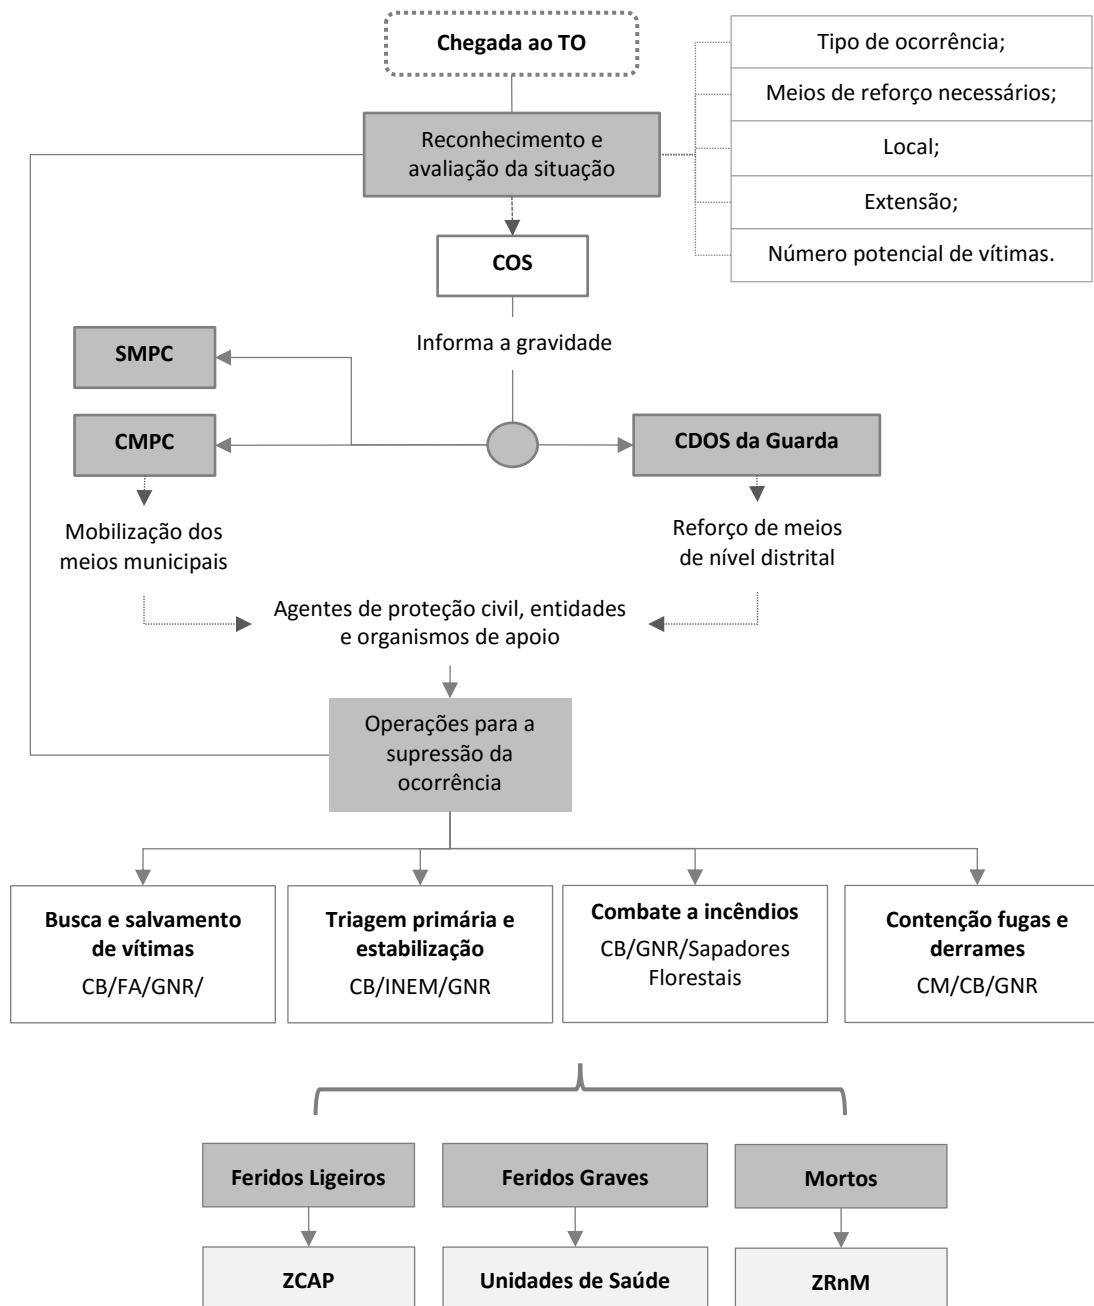 Chegada ao TO
Tipo de ocorrência;
Meios de reforço necessários;
Local;
Extensão;
Número potencial de vítimas.
Reconhecimento e
avaliação da situação
COS
Informa a gravidade
SMPC
CMPC
CDOS da Guarda
Mobilização dos
meios municipais
Reforço de meios
de nível distrital
Agentes de proteção civil, entidades
e organismos de apoio
Operações para a
supressão da
ocorrência
Busca e salvamento
de vítimas
CB/FA/GNR/
Triagem primária e
estabilização
CB/INEM/GNR
Combate a incêndios
CB/GNR/Sapadores
Florestais
Contenção fugas e
derrames
CM/CB/GNR
Feridos Ligeiros
Feridos Graves
Mortos
ZCAP
Unidades de Saúde
ZRnM